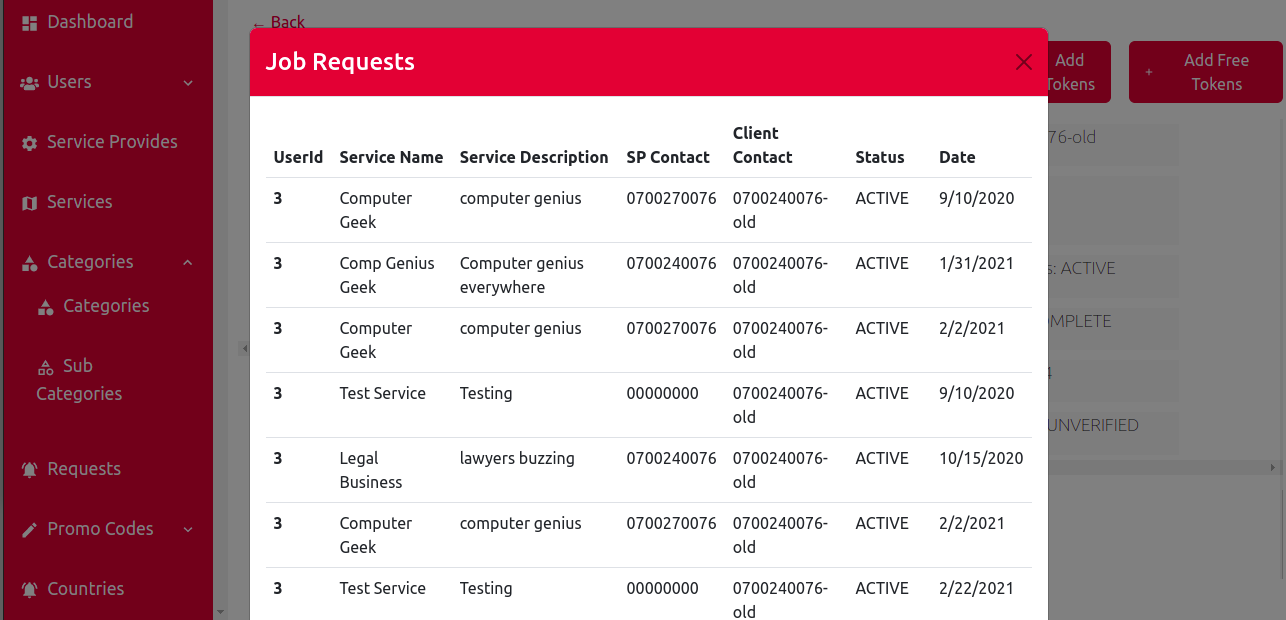 Dashboard
Users
Service Provides
Services
Categories
Categories
Sub
Categories
Requests
Promo Codes
Countries
← Back
Job Requests
Add
Tokens
+ Add Free
Tokens
76-old
s: ACTIVE
OMPLETE
4
UNVERIFIED
UserId Service Name Service Description SP Contact Client Contact Status Date
3 Computer computer genius 0700270076 0700240076- ACTIVE 9/10/2020
Geek old
3 Comp Genius Computer genius 0700240076 0700240076- ACTIVE 1/31/2021
Geek everywhere old
3 Computer computer genius 0700270076 0700240076- ACTIVE 2/2/2021
Geek old
3 Test Service Testing 00000000 0700240076- ACTIVE 9/10/2020
old
3 Legal lawyers buzzing 0700240076 0700240076- ACTIVE 10/15/2020
Business old
3 Computer computer genius 0700270076 0700240076- ACTIVE 2/2/2021
Geek old
3 Test Service Testing 00000000 0700240076- ACTIVE 2/22/2021
old